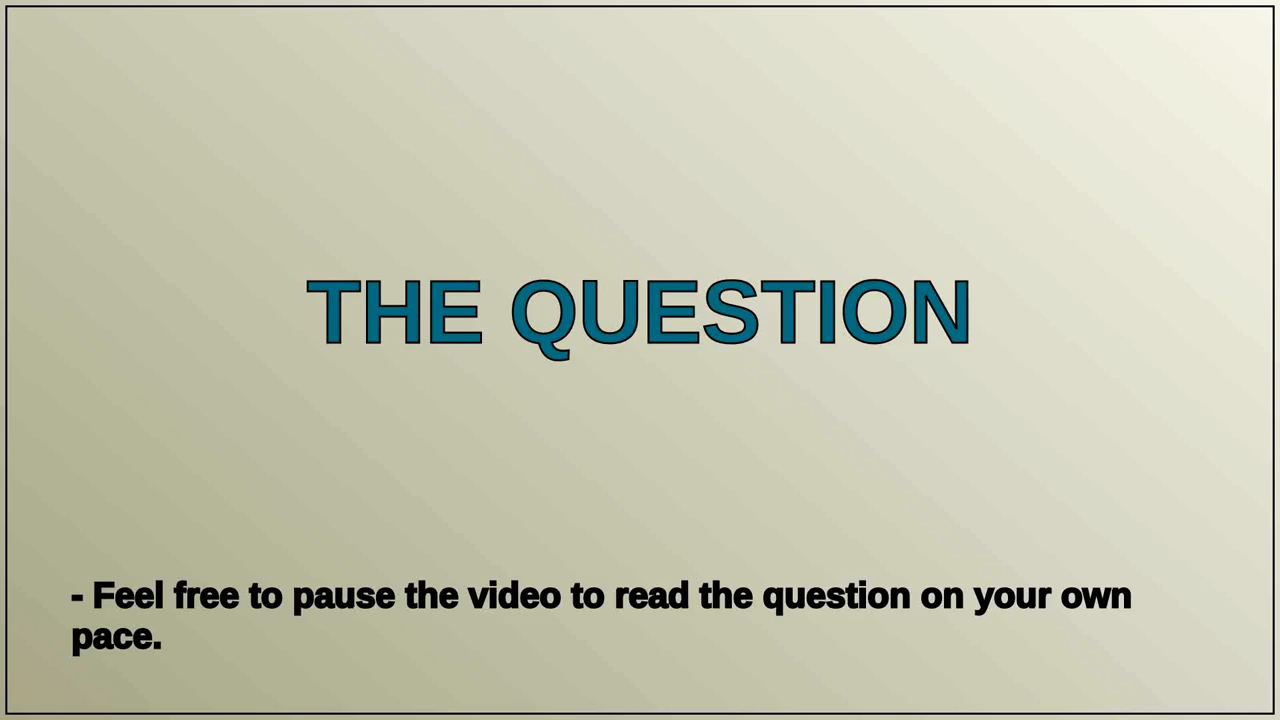 THE QUESTION
- Feel free to pause the video to read the question on your own
pace.